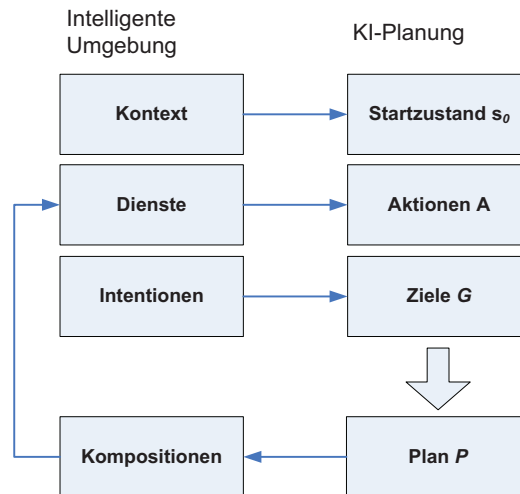 Intelligente
Umgebung
KI-Planung
Kontext
Startzustand s₀
Dienste
Aktionen A
Intentionen
Ziele G
Kompositionen
Plan P